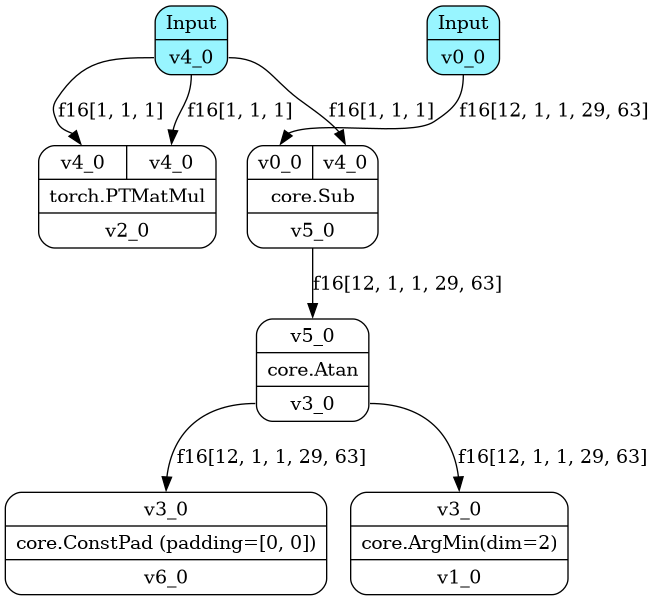 Input
v4_0
Input
v0_0
f16[1, 1, 1]
f16[1, 1, 1]
f16[1, 1, 1]
f16[12, 1, 1, 29, 63]
v4_0
v4_0
torch.PTMatMul
v2_0
v0_0
v4_0
core.Sub
v5_0
f16[12, 1, 1, 29, 63]
v5_0
core.Atan
v3_0
f16[12, 1, 1, 29, 63]
f16[12, 1, 1, 29, 63]
v3_0
core.ConstPad (padding=[0, 0])
v6_0
v3_0
core.ArgMin(dim=2)
v1_0